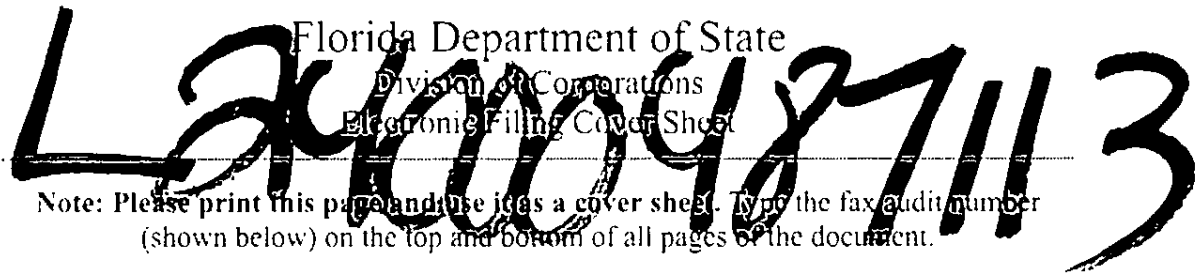 Florida Department of State
Division of Corporations
Electronic Filing Cover Sheet
L24000487113
Note: Please print this page and use it as a cover sheet. Type the fax audit number
(shown below) on the top and bottom of all pages of the document.